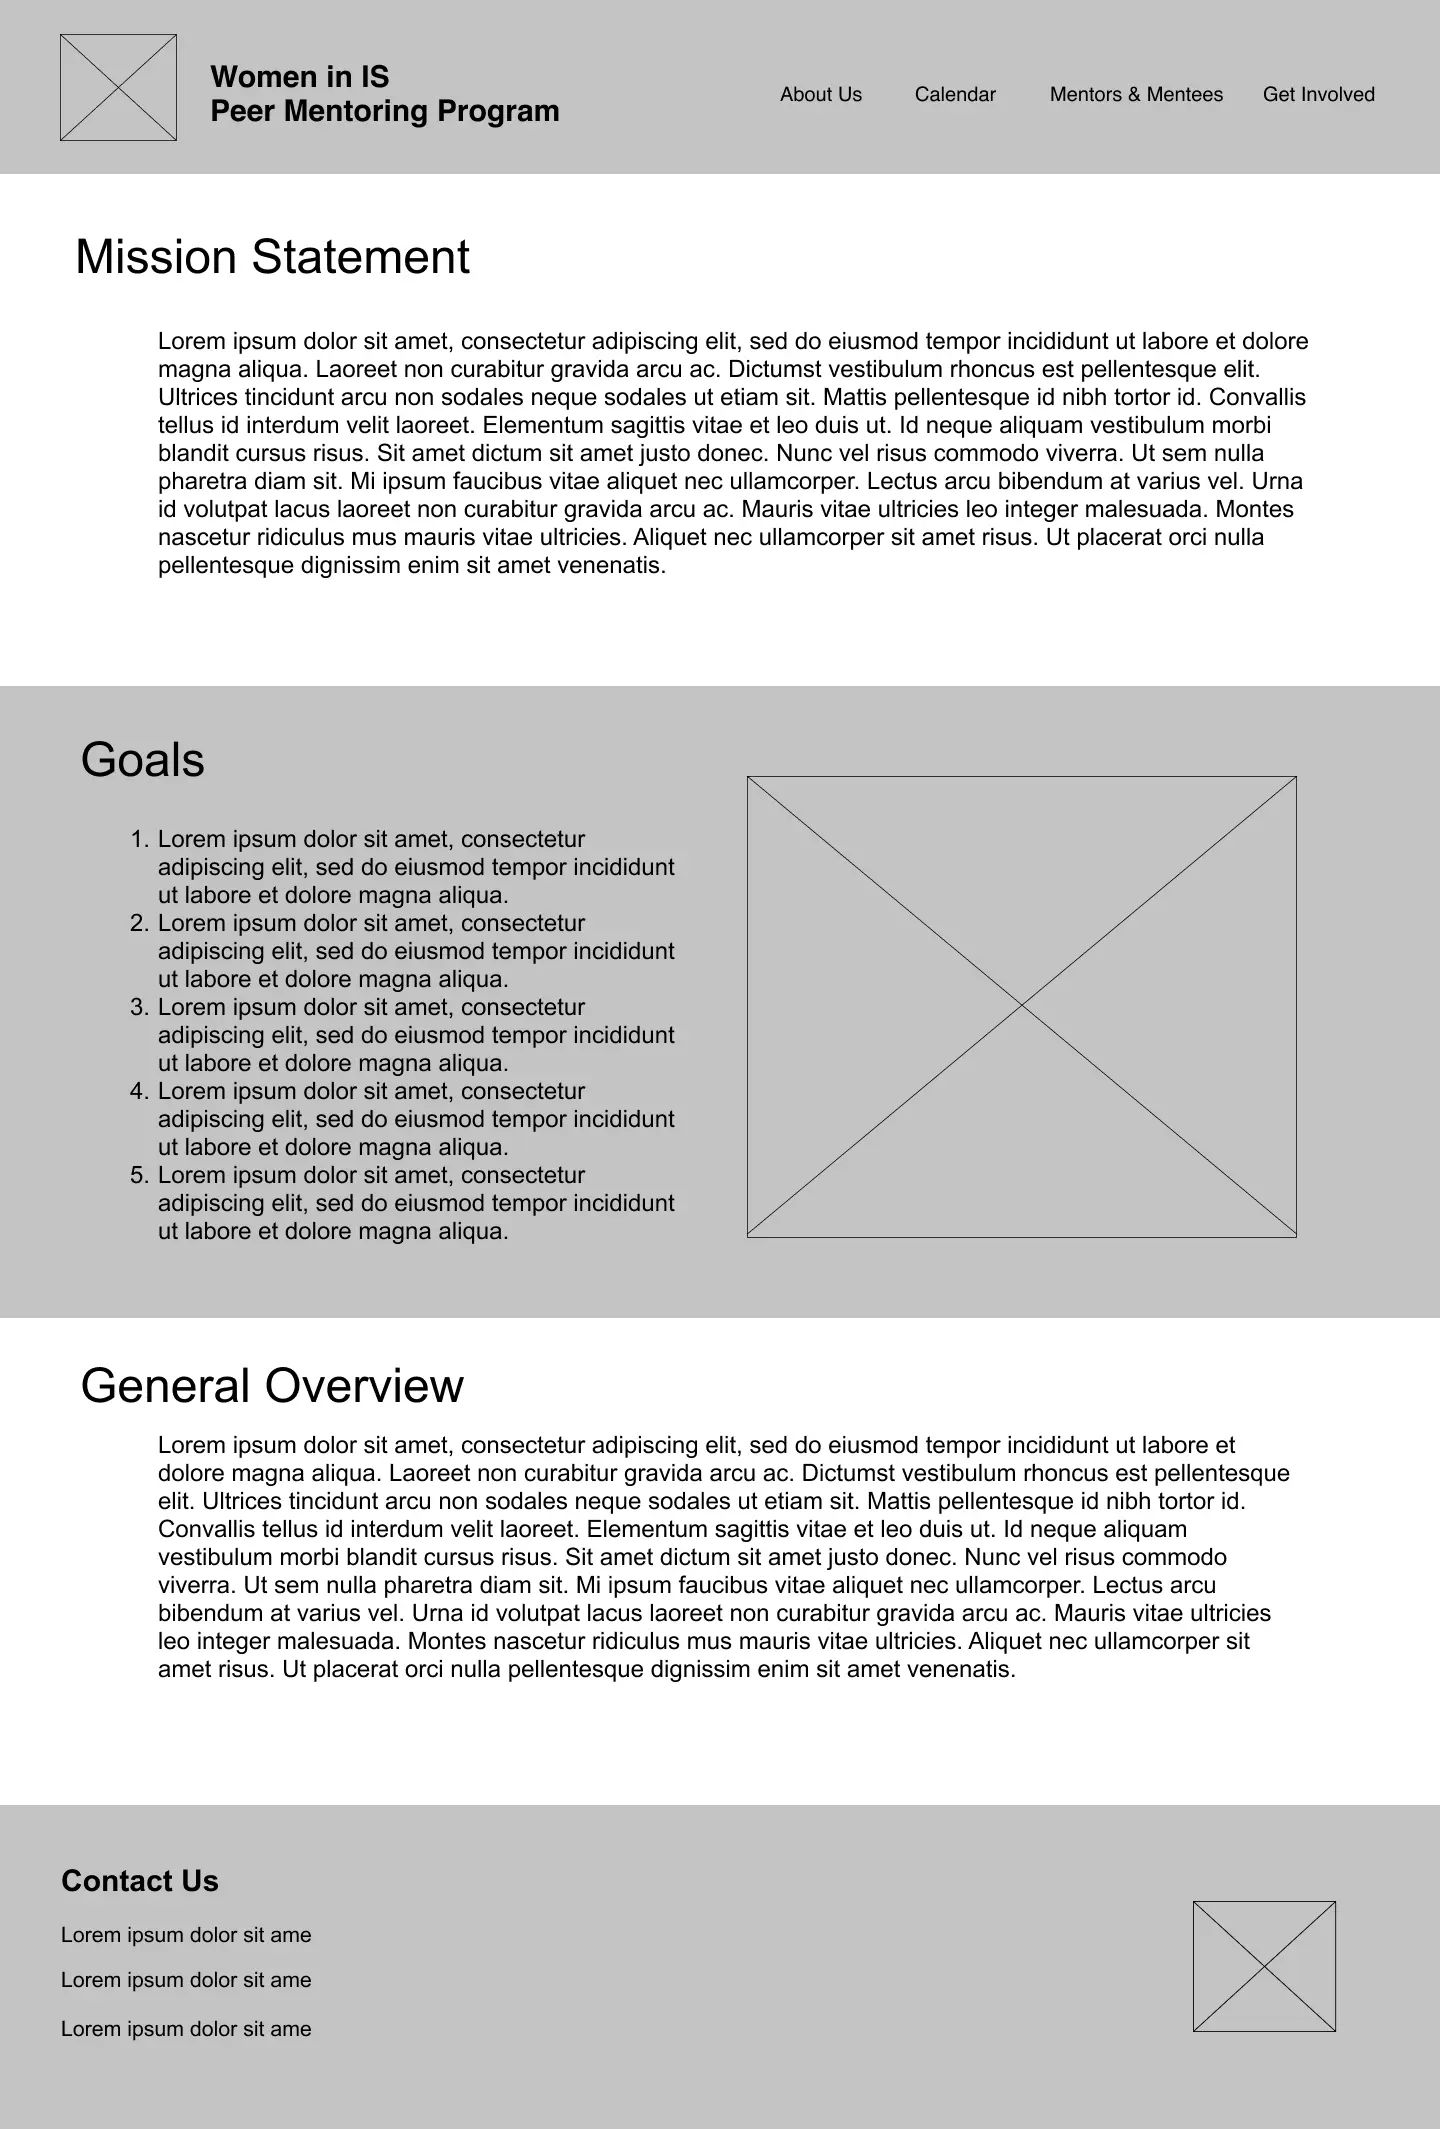 Women in IS
Peer Mentoring Program
About Us
Calendar
Mentors & Mentees
Get Involved
Mission Statement
Lorem ipsum dolor sit amet, consectetur adipiscing elit, sed do eiusmod tempor incididunt ut labore et dolore
magna aliqua. Laoreet non curabitur gravida arcu ac. Dictumst vestibulum rhoncus est pellentesque elit.
Ultrices tincidunt arcu non sodales neque sodales ut etiam sit. Mattis pellentesque id nibh tortor id. Convallis
tellus id interdum velit laoreet. Elementum sagittis vitae et leo duis ut. Id neque aliquam vestibulum morbi
blandit cursus risus. Sit amet dictum sit amet justo donec. Nunc vel risus commodo viverra. Ut sem nulla
pharetra diam sit. Mi ipsum faucibus vitae aliquet nec ullamcorper. Lectus arcu bibendum at varius vel. Urna
id volutpat lacus laoreet non curabitur gravida arcu ac. Mauris vitae ultricies leo integer malesuada. Montes
nascetur ridiculus mus mauris vitae ultricies. Aliquet nec ullamcorper sit amet risus. Ut placerat orci nulla
pellentesque dignissim enim sit amet venenatis.
Goals
1. Lorem ipsum dolor sit amet, consectetur
adipiscing elit, sed do eiusmod tempor incididunt
ut labore et dolore magna aliqua.
2. Lorem ipsum dolor sit amet, consectetur
adipiscing elit, sed do eiusmod tempor incididunt
ut labore et dolore magna aliqua.
3. Lorem ipsum dolor sit amet, consectetur
adipiscing elit, sed do eiusmod tempor incididunt
ut labore et dolore magna aliqua.
4. Lorem ipsum dolor sit amet, consectetur
adipiscing elit, sed do eiusmod tempor incididunt
ut labore et dolore magna aliqua.
5. Lorem ipsum dolor sit amet, consectetur
adipiscing elit, sed do eiusmod tempor incididunt
ut labore et dolore magna aliqua.
General Overview
Lorem ipsum dolor sit amet, consectetur adipiscing elit, sed do eiusmod tempor incididunt ut labore et
dolore magna aliqua. Laoreet non curabitur gravida arcu ac. Dictumst vestibulum rhoncus est pellentesque
elit. Ultrices tincidunt arcu non sodales neque sodales ut etiam sit. Mattis pellentesque id nibh tortor id.
Convallis tellus id interdum velit laoreet. Elementum sagittis vitae et leo duis ut. Id neque aliquam
vestibulum morbi blandit cursus risus. Sit amet dictum sit amet justo donec. Nunc vel risus commodo
viverra. Ut sem nulla pharetra diam sit. Mi ipsum faucibus vitae aliquet nec ullamcorper. Lectus arcu
bibendum at varius vel. Urna id volutpat lacus laoreet non curabitur gravida arcu ac. Mauris vitae ultricies
leo integer malesuada. Montes nascetur ridiculus mus mauris vitae ultricies. Aliquet nec ullamcorper sit
amet risus. Ut placerat orci nulla pellentesque dignissim enim sit amet venenatis.
Contact Us
Lorem ipsum dolor sit ame
Lorem ipsum dolor sit ame
Lorem ipsum dolor sit ame